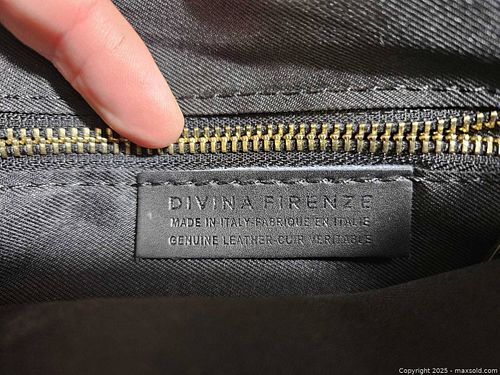 DIVINA FIRENZE
MADE IN ITALY-FABRIQUE EN ITALIE
GENUINE LEATHER-CUIR VERITABLE
Copyright 2025 - maxsold.com